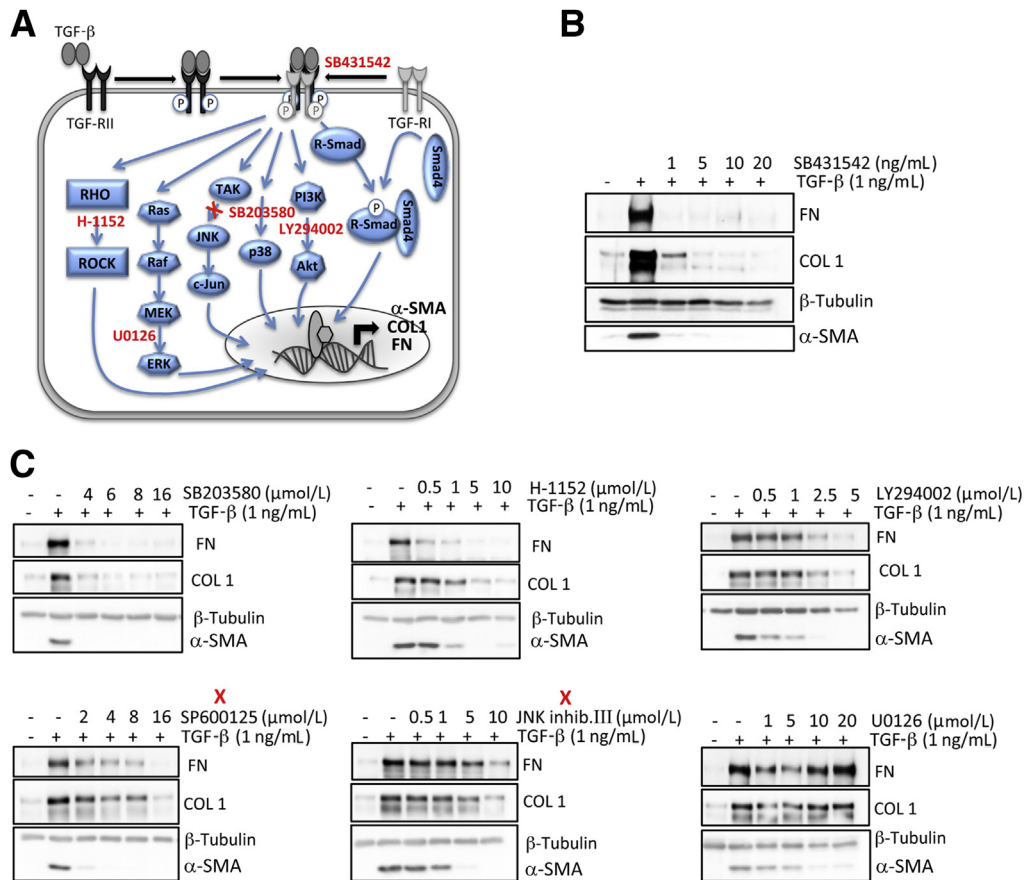 A
TGF-β
SB431542
P P P P P P
TGF-RII
TGF-RI
R-Smad
Smad4
RHO
TAK
PI3K
H-1152
Ras
SB203580
P
LY294002
R-Smad
Smad4
JNK
ROCK
Raf
p38
Akt
c-Jun
MEK
α-SMA
U0126
COL1
FN
ERK
B
1 5 10 20 SB431542 (ng/mL)
- + + + + + TGF-β (1 ng/mL)
FN
COL 1
β-Tubulin
α-SMA
C
- - 4 6 8 16 SB203580 (μmol/L)
- + + + + + TGF-β (1 ng/mL)
FN
COL 1
β-Tubulin
α-SMA
- - 0.5 1 5 10 H-1152 (μmol/L)
- + + + + + TGF-β (1 ng/mL)
FN
COL 1
β-Tubulin
α-SMA
- - 0.5 1 2.5 5 LY294002 (μmol/L)
- + + + + + TGF-β (1 ng/mL)
FN
COL 1
β-Tubulin
α-SMA
X
- - 2 4 8 16 SP600125 (μmol/L)
- + + + + + TGF-β (1 ng/mL)
FN
COL 1
β-Tubulin
α-SMA
X
- - 0.5 1 5 10 JNK inhib.III (μmol/L)
- + + + + + TGF-β (1 ng/mL)
FN
COL 1
β-Tubulin
α-SMA
- - 1 5 10 20 U0126 (μmol/L)
- + + + + + TGF-β (1 ng/mL)
FN
COL 1
β-Tubulin
α-SMA